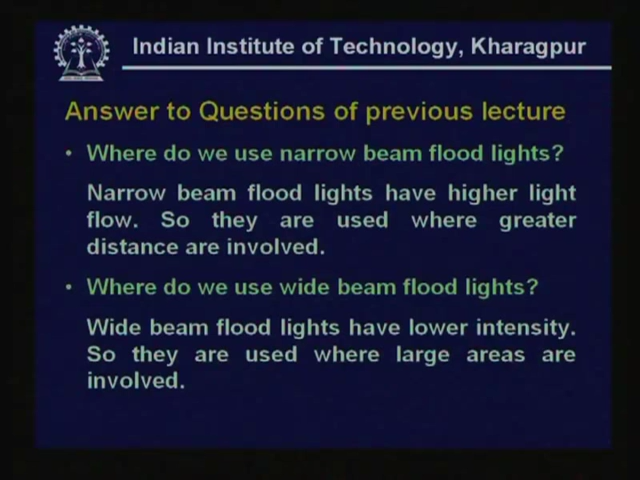 Indian Institute of Technology, Kharagpur
Answer to Questions of previous lecture
• Where do we use narrow beam flood lights?
Narrow beam flood lights have higher light
flow. So they are used where greater
distance are involved.
• Where do we use wide beam flood lights?
Wide beam flood lights have lower intensity.
So they are used where large areas are
involved.